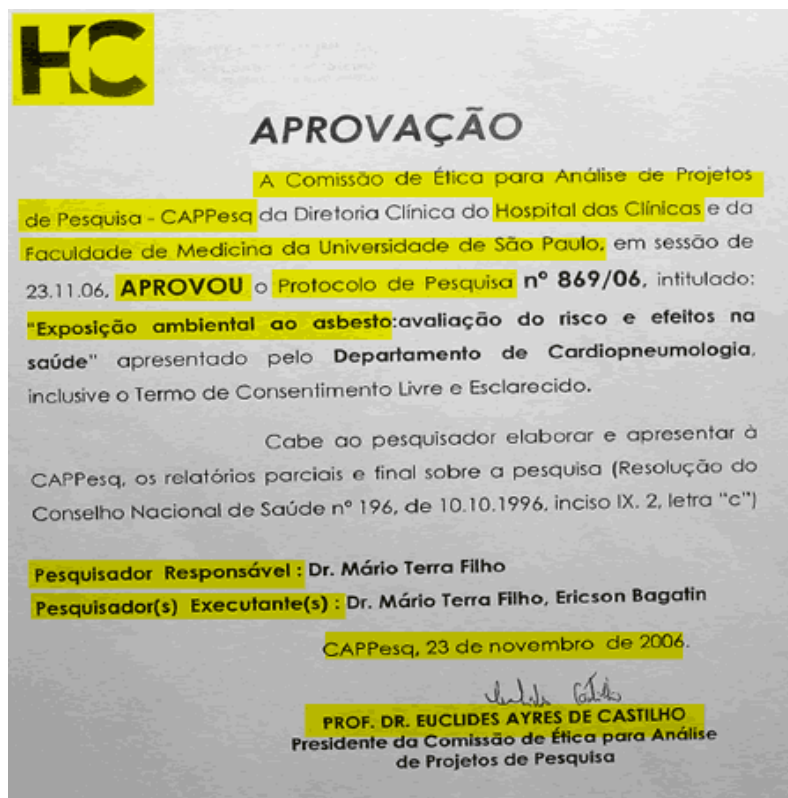 HC
APROVAÇÃO
A Comissão de Ética para Análise de Projetos
de Pesquisa - CAPPesq da Diretoria Clínica do Hospital das Clínicas e da
Faculdade de Medicina da Universidade de São Paulo, em sessão de
23.11.06, APROVOU o Protocolo de Pesquisa nº 869/06, intitulado:
"Exposição ambiental ao asbesto:avaliação do risco e efeitos na
saúde" apresentado pelo Departamento de Cardiopneumologia,
inclusive o Termo de Consentimento Livre e Esclarecido.
Cabe ao pesquisador elaborar e apresentar à
CAPPesq, os relatórios parciais e final sobre a pesquisa (Resolução do
Conselho Nacional de Saúde nº 196, de 10.10.1996, inciso IX. 2, letra "c")
Pesquisador Responsável : Dr. Mário Terra Filho
Pesquisador(s) Executante(s) : Dr. Mário Terra Filho, Ericson Bagatin
CAPPesq, 23 de novembro de 2006.
PROF. DR. EUCLIDES AYRES DE CASTILHO
Presidente da Comissão de Ética para Análise
de Projetos de Pesquisa